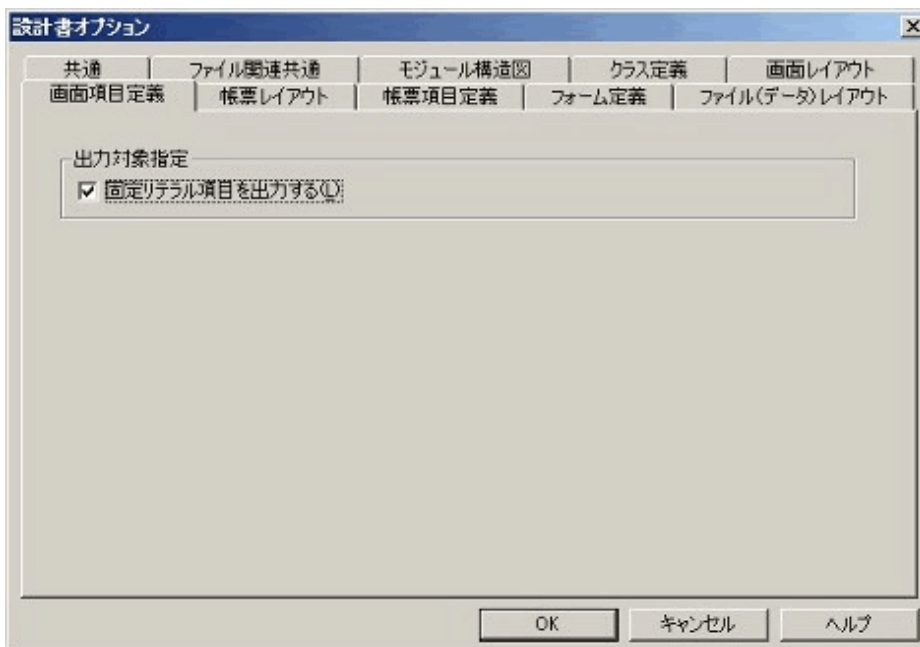 設計書オプション
共通 ファイル関連共通 モジュール構造図 クラス定義 画面レイアウト
画面項目定義 帳票レイアウト 帳票項目定義 フォーム定義 ファイル(データ)レイアウト
出力対象指定
固定リテラル項目を出力する(L)
OK キャンセル ヘルプ